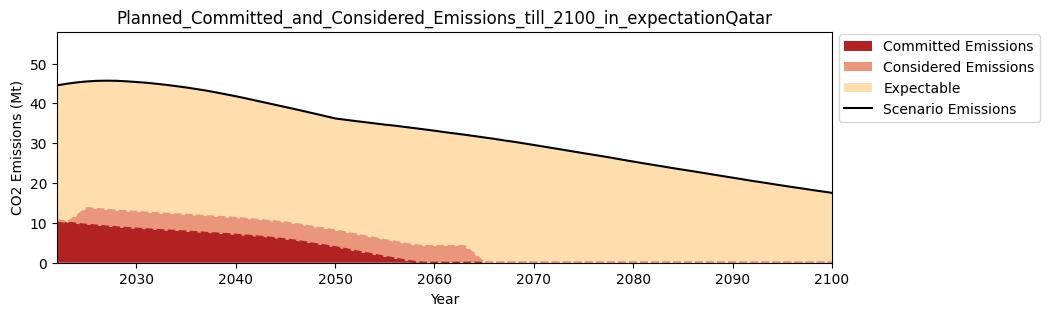 Planned_Committed_and_Considered_Emissions_till_2100_in_expectationQatar
CO2 Emissions (Mt)
50
40
30
20
10
0
2030
2040
2050
2060
2070
2080
2090
2100
Year
Committed Emissions
Considered Emissions
Expectable
Scenario Emissions